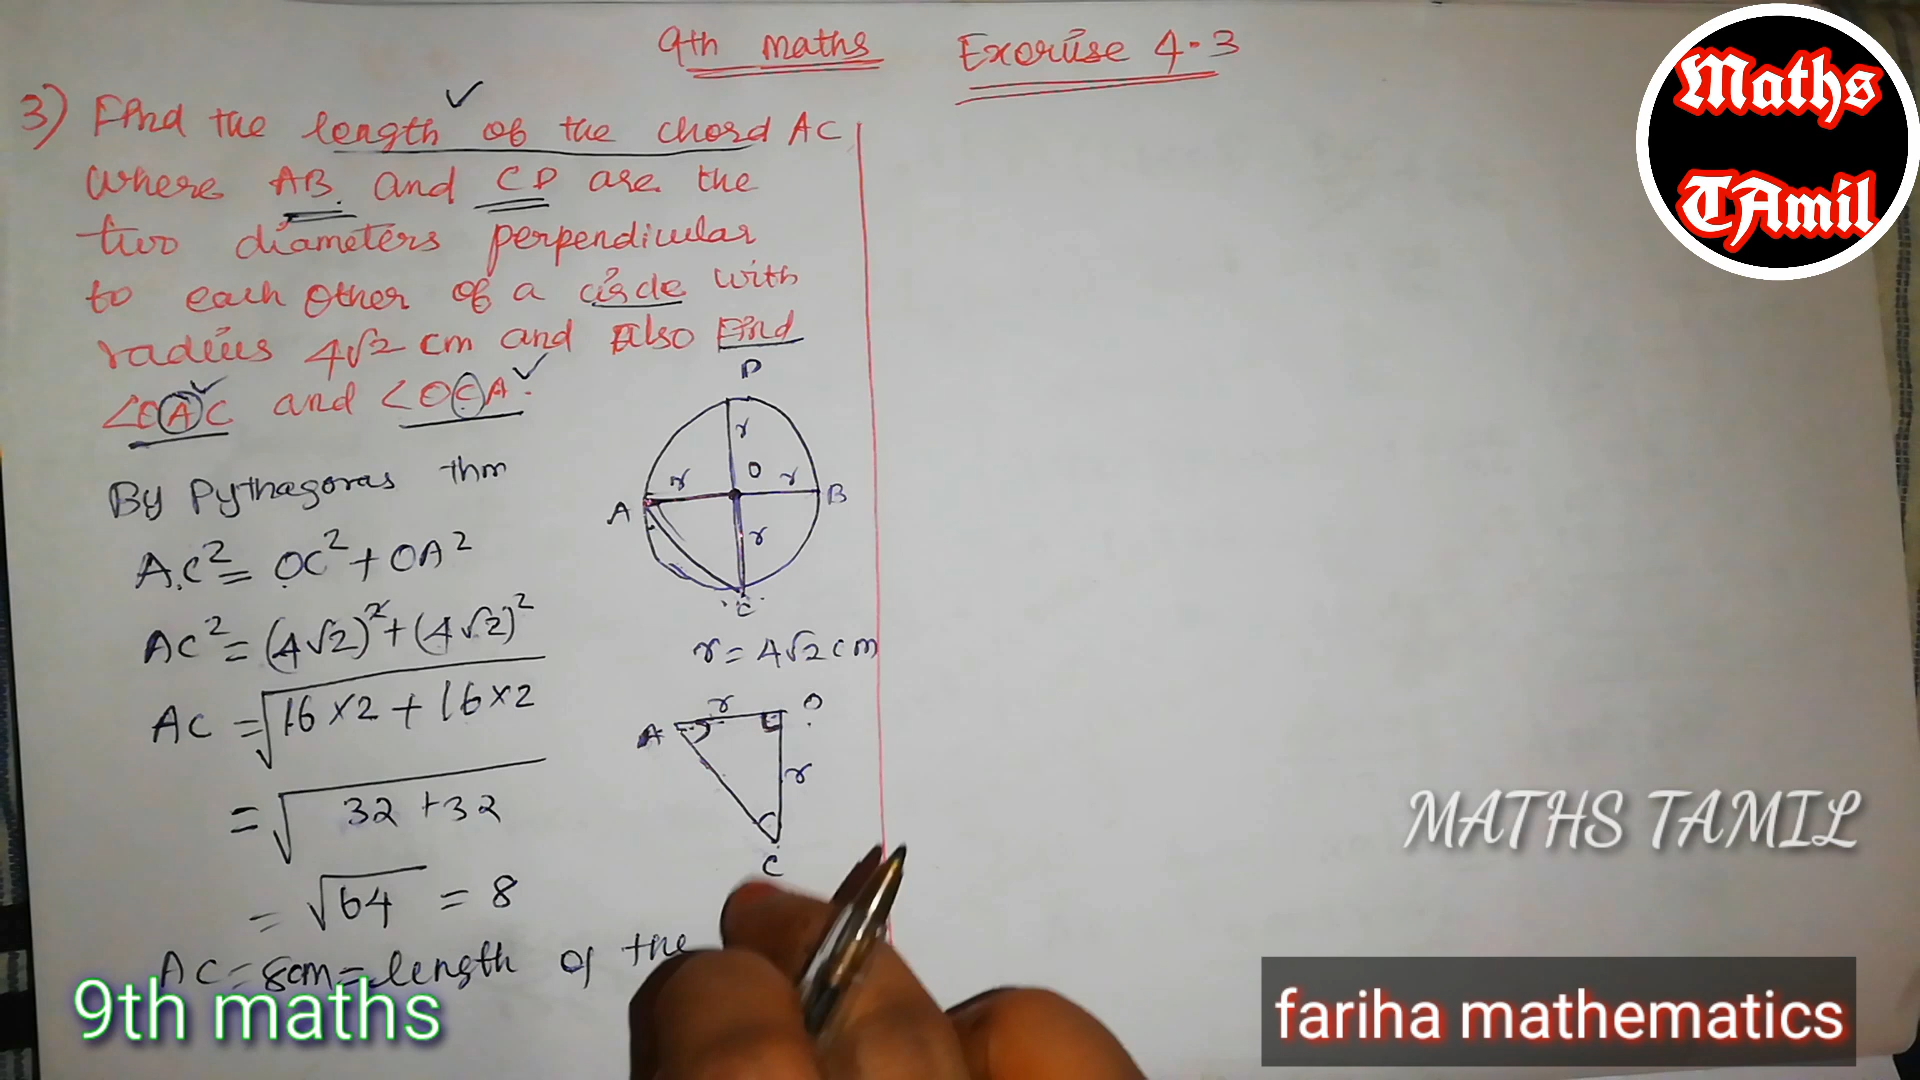 9th maths Exercise 4.3
3) Find the length of the chord AC
where AB and CD are the
two diameters perpendicular
to each other of a circle with
radius 4√2 cm and also Find
∠OAC and ∠OCA.
By Pythagoras thm
AC² = OC² + OA²
AC² = (4√2)² + (4√2)²
AC = √16×2 + 16×2
= √32 + 32
= √64 = 8
AC = 8cm = length of the
D
r
O
r r
A B
r
C
r = 4√2 cm
r O
A
r
C
Maths
TAmil
MATHS TAMIL
9th maths
fariha mathematics